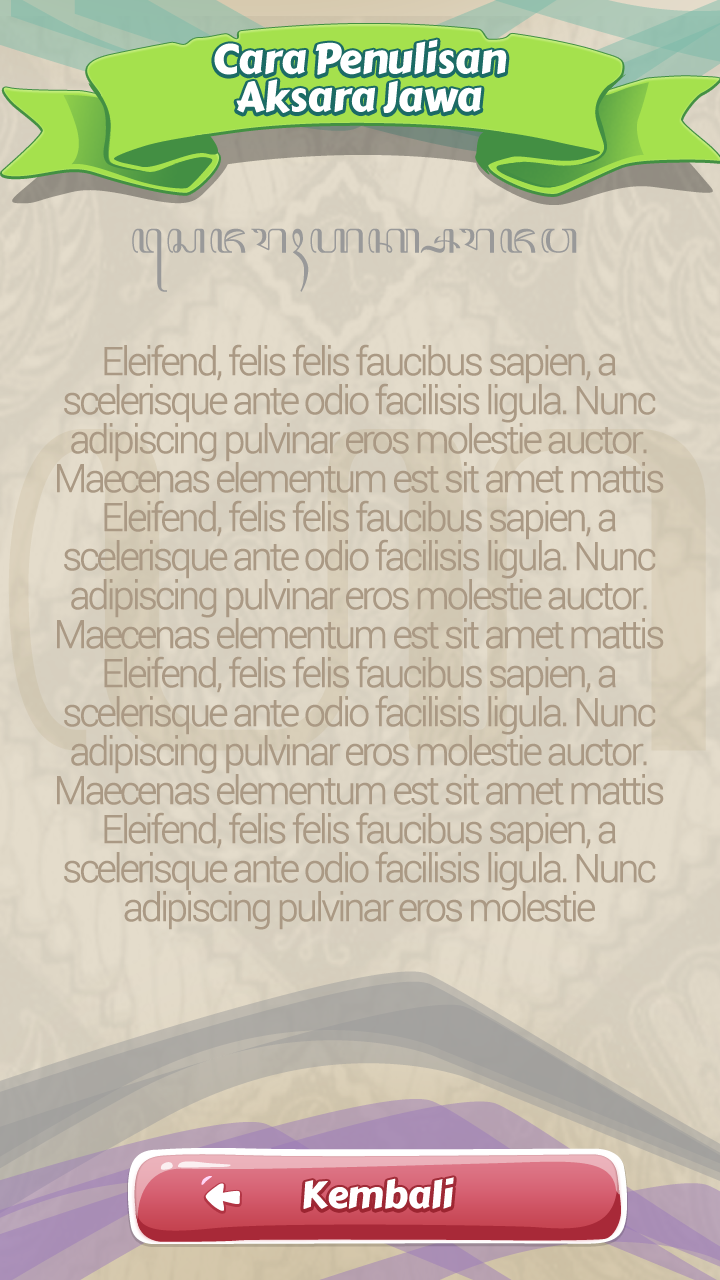 Cara Penulisan
Aksara Jawa
Eleifend, felis felis faucibus sapien, a
scelerisque ante odio facilisis ligula. Nunc
adipiscing pulvinar eros molestie auctor.
Maecenas elementum est sit amet mattis
Eleifend, felis felis faucibus sapien, a
scelerisque ante odio facilisis ligula. Nunc
adipiscing pulvinar eros molestie auctor.
Maecenas elementum est sit amet mattis
Eleifend, felis felis faucibus sapien, a
scelerisque ante odio facilisis ligula. Nunc
adipiscing pulvinar eros molestie auctor.
Maecenas elementum est sit amet mattis
Eleifend, felis felis faucibus sapien, a
scelerisque ante odio facilisis ligula. Nunc
adipiscing pulvinar eros molestie
Kembali